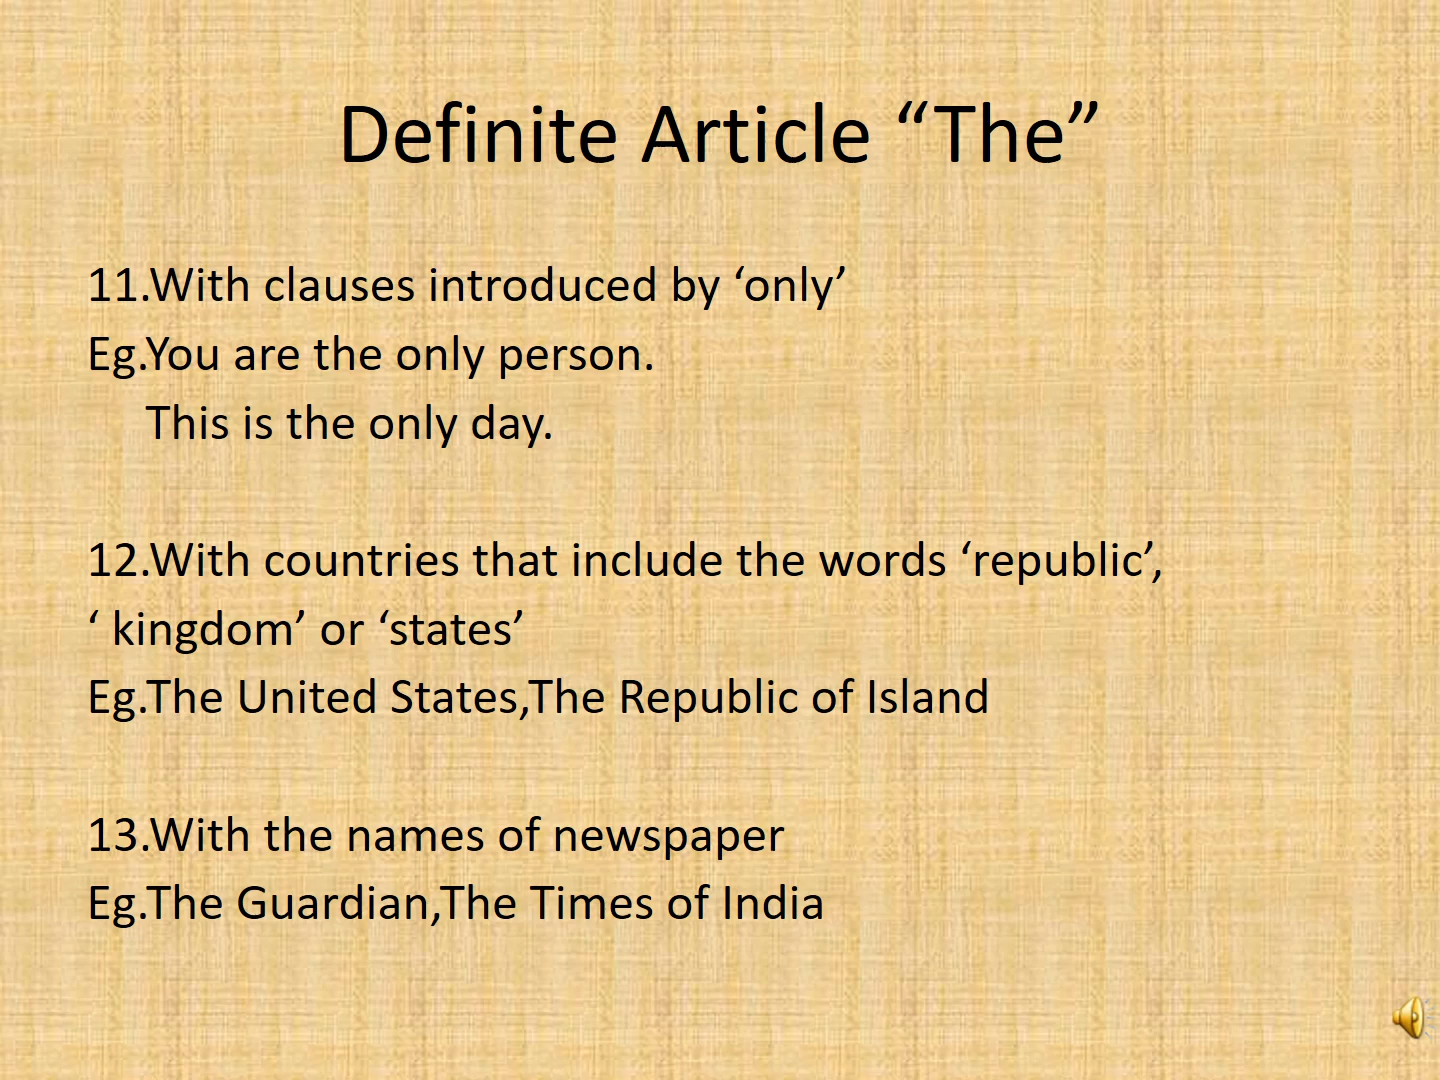 Definite Article “The”
11.With clauses introduced by ‘only’
Eg.You are the only person.
This is the only day.
12.With countries that include the words ‘republic’,
‘ kingdom’ or ‘states’
Eg.The United States,The Republic of Island
13.With the names of newspaper
Eg.The Guardian,The Times of India